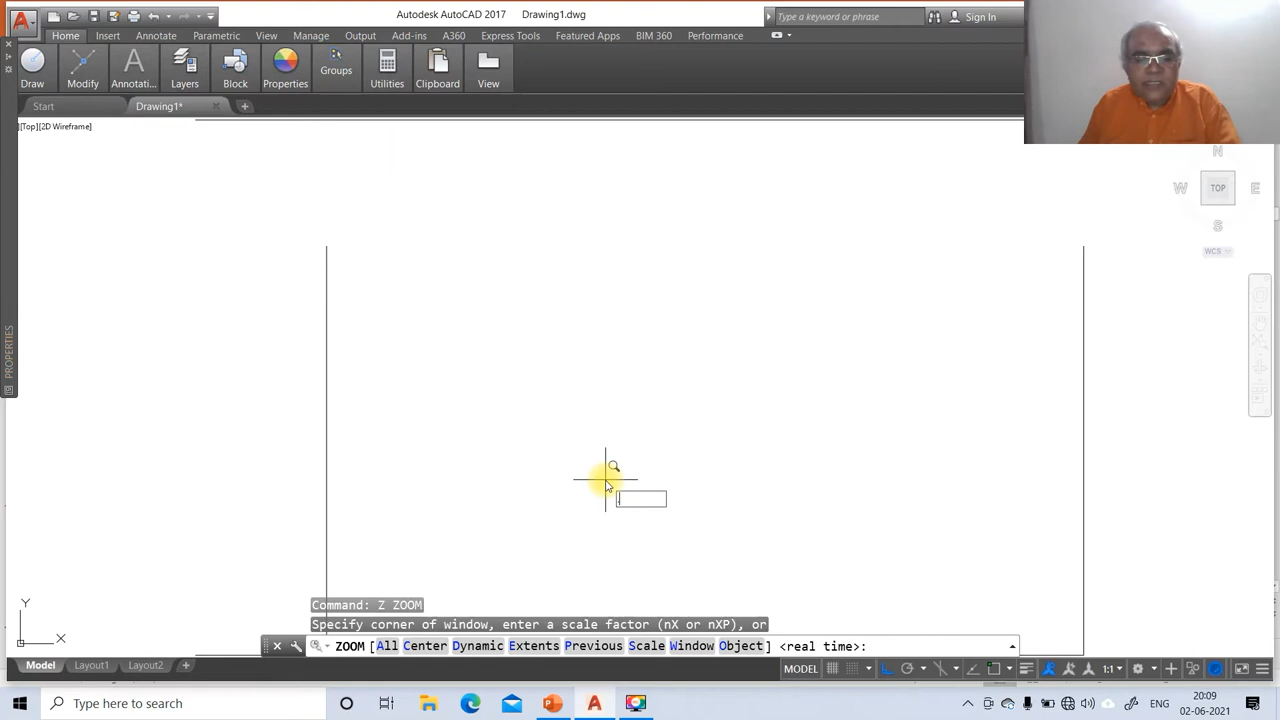 Autodesk AutoCAD 2017 Drawing1.dwg
Type a keyword or phrase
Sign In
Home Insert Annotate Parametric View Manage Output Add-ins A360 Express Tools Featured Apps BIM 360 Performance
Draw Modify Annotati... Layers Block Properties Groups Utilities Clipboard View
Start Drawing1*
][Top][2D Wireframe]
N
W TOP E
S
WCS
PROPERTIES
.
Y
X
Command: Z ZOOM
Specify corner of window, enter a scale factor (nX or nXP), or
ZOOM [All Center Dynamic Extents Previous Scale Window Object] <real time>:
Model Layout1 Layout2 +
MODEL 1:1
Type here to search
ENG
20:09
02-06-2021